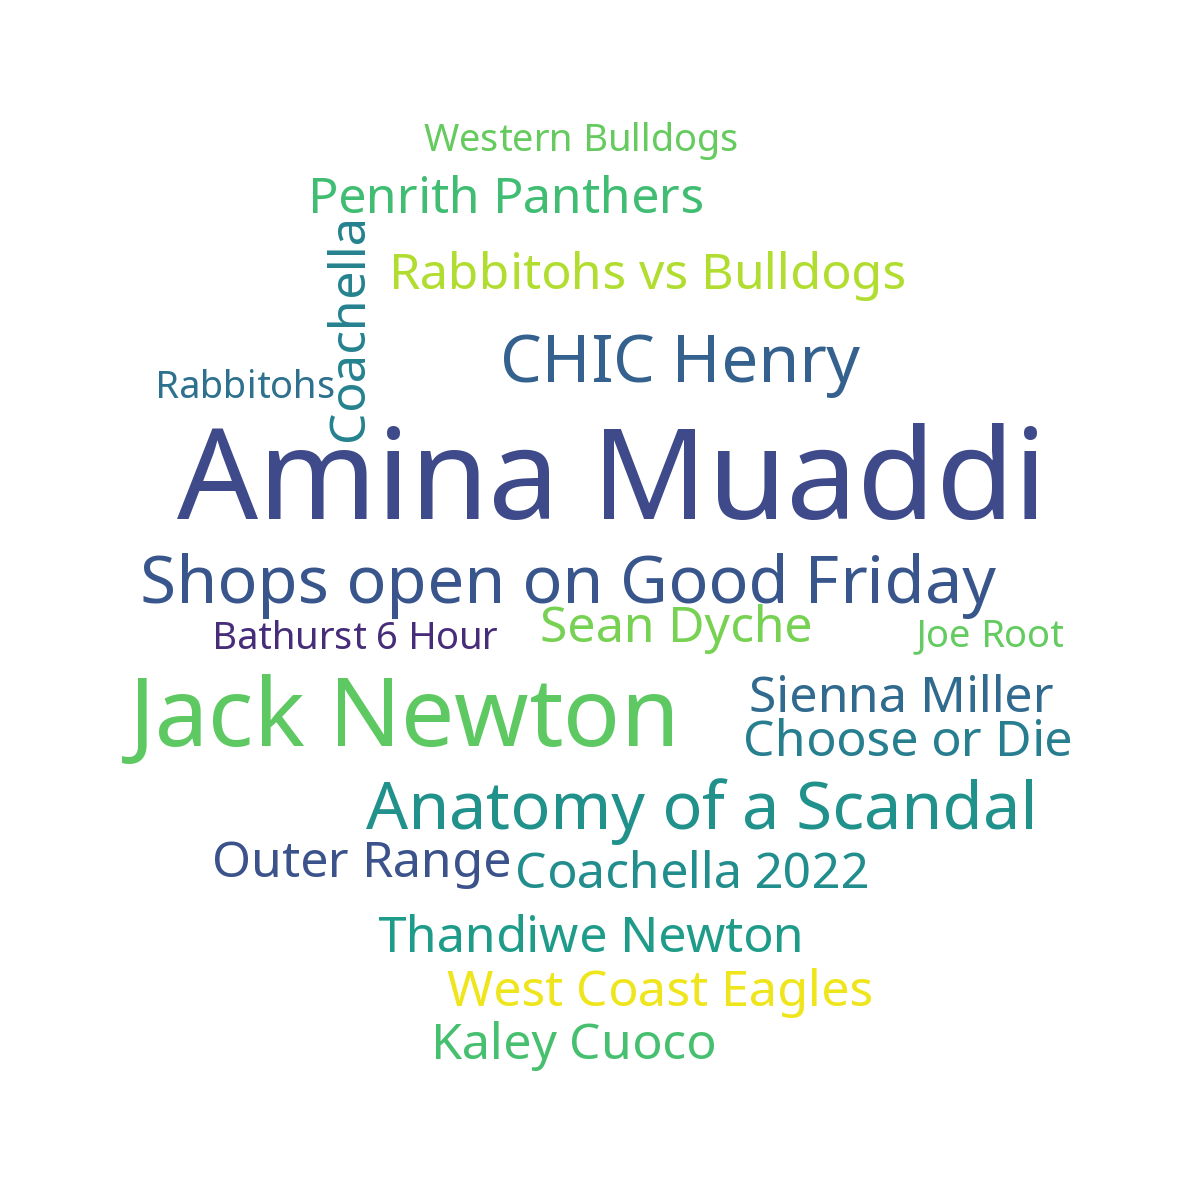 Western Bulldogs
Penrith Panthers
Coachella
Rabbitohs vs Bulldogs
CHIC Henry
Rabbitohs
Amina Muaddi
Shops open on Good Friday
Bathurst 6 Hour
Sean Dyche
Joe Root
Jack Newton
Sienna Miller
Choose or Die
Anatomy of a Scandal
Outer Range
Coachella 2022
Thandiwe Newton
West Coast Eagles
Kaley Cuoco